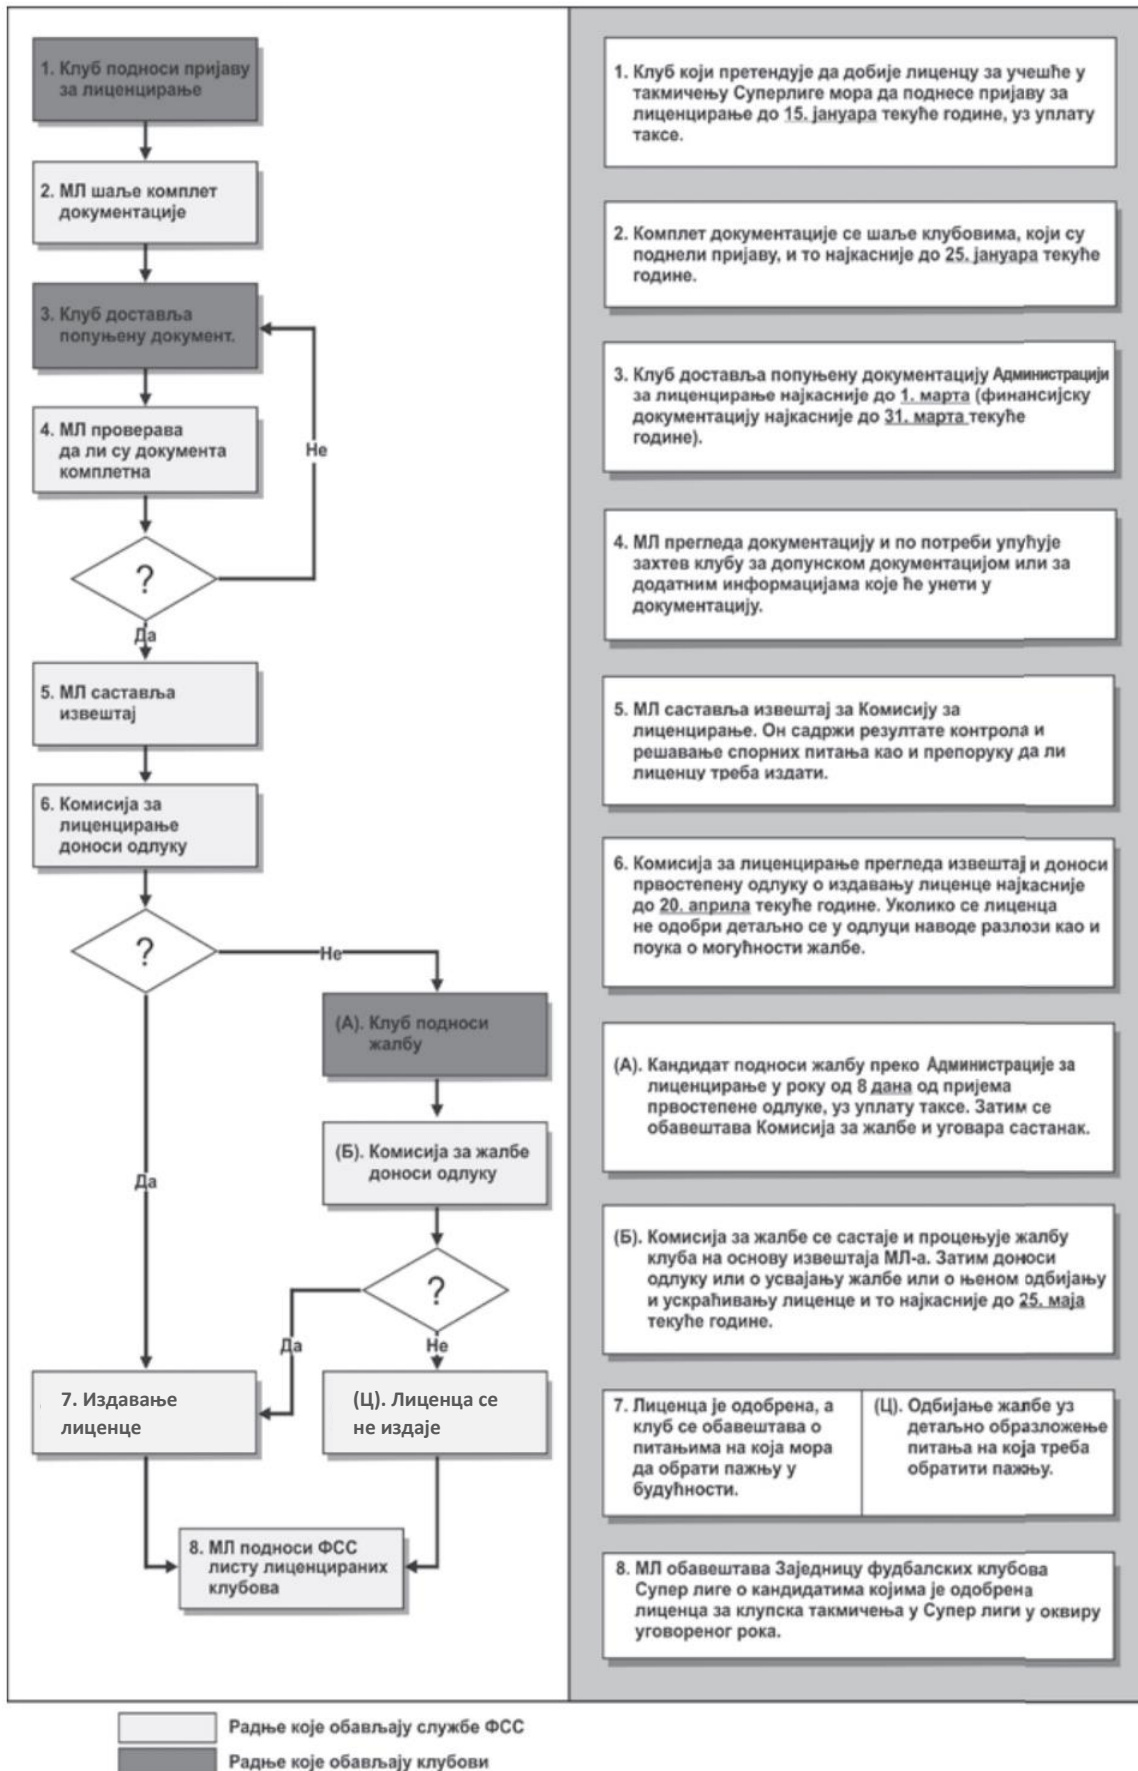 1. Клуб подноси пријаву
за лиценцирање
2. МЛ шаље комплет
документације
3. Клуб доставља
попуњену документ.
4. МЛ проверава
да ли су документа
комплетна
Не
?
Да
5. МЛ саставља
извештај
6. Комисија за
лиценцирање
доноси одлуку
?
Не
(А). Клуб подноси
жалбу
(Б). Комисија за жалбе
доноси одлуку
Да
?
Да
Не
7. Издавање
лиценце
(Ц). Лиценца се
не издаје
8. МЛ подноси ФСС
листу лиценцираних
клубова
1. Клуб који претендује да добије лиценцу за учешће у
такмичењу Суперлиге мора да поднесе пријаву за
лиценцирање до 15. јануара текуће године, уз уплату
таксе.
2. Комплет документације се шаље клубовима, који су
поднели пријаву, и то најкасније до 25. јануара текуће
године.
3. Клуб доставља попуњену документацију Администрацији
за лиценцирање најкасније до 1. марта (финансијску
документацију најкасније до 31. марта текуће
године).
4. МЛ прегледа документацију и по потреби упућује
захтев клубу за допунском документацијом или за
додатним информацијама које ће унети у
документацију.
5. МЛ саставља извештај за Комисију за
лиценцирање. Он садржи резултате контрола и
решавање спорних питања као и препоруку да ли
лиценцу треба издати.
6. Комисија за лиценцирање прегледа извештај и доноси
првостепену одлуку о издавању лиценце најкасније
до 20. априла текуће године. Уколико се лиценца
не одобри детаљно се у одлуци наводе разлози као и
поука о могућности жалбе.
(А). Кандидат подноси жалбу преко Администрације за
лиценцирање у року од 8 дана од пријема
првостепене одлуке, уз уплату таксе. Затим се
обавештава Комисија за жалбе и уговара састанак.
(Б). Комисија за жалбе се састаје и процењује жалбу
клуба на основу извештаја МЛ-а. Затим доноси
одлуку или о усвајању жалбе или о њеном одбијању
и ускраћивању лиценце и то најкасније до 25. маја
текуће године.
7. Лиценца је одобрена, а
клуб се обавештава о
питањима на која мора
да обрати пажњу у
будућности.
(Ц). Одбијање жалбе уз
детаљно образложење
питања на која треба
обратити пажњу.
8. МЛ обавештава Заједницу фудбалских клубова
Супер лиге о кандидатима којима је одобрена
лиценца за клупска такмичења у Супер лиги у оквиру
уговореног рока.
Радње које обављају службе ФСС
Радње које обављају клубови